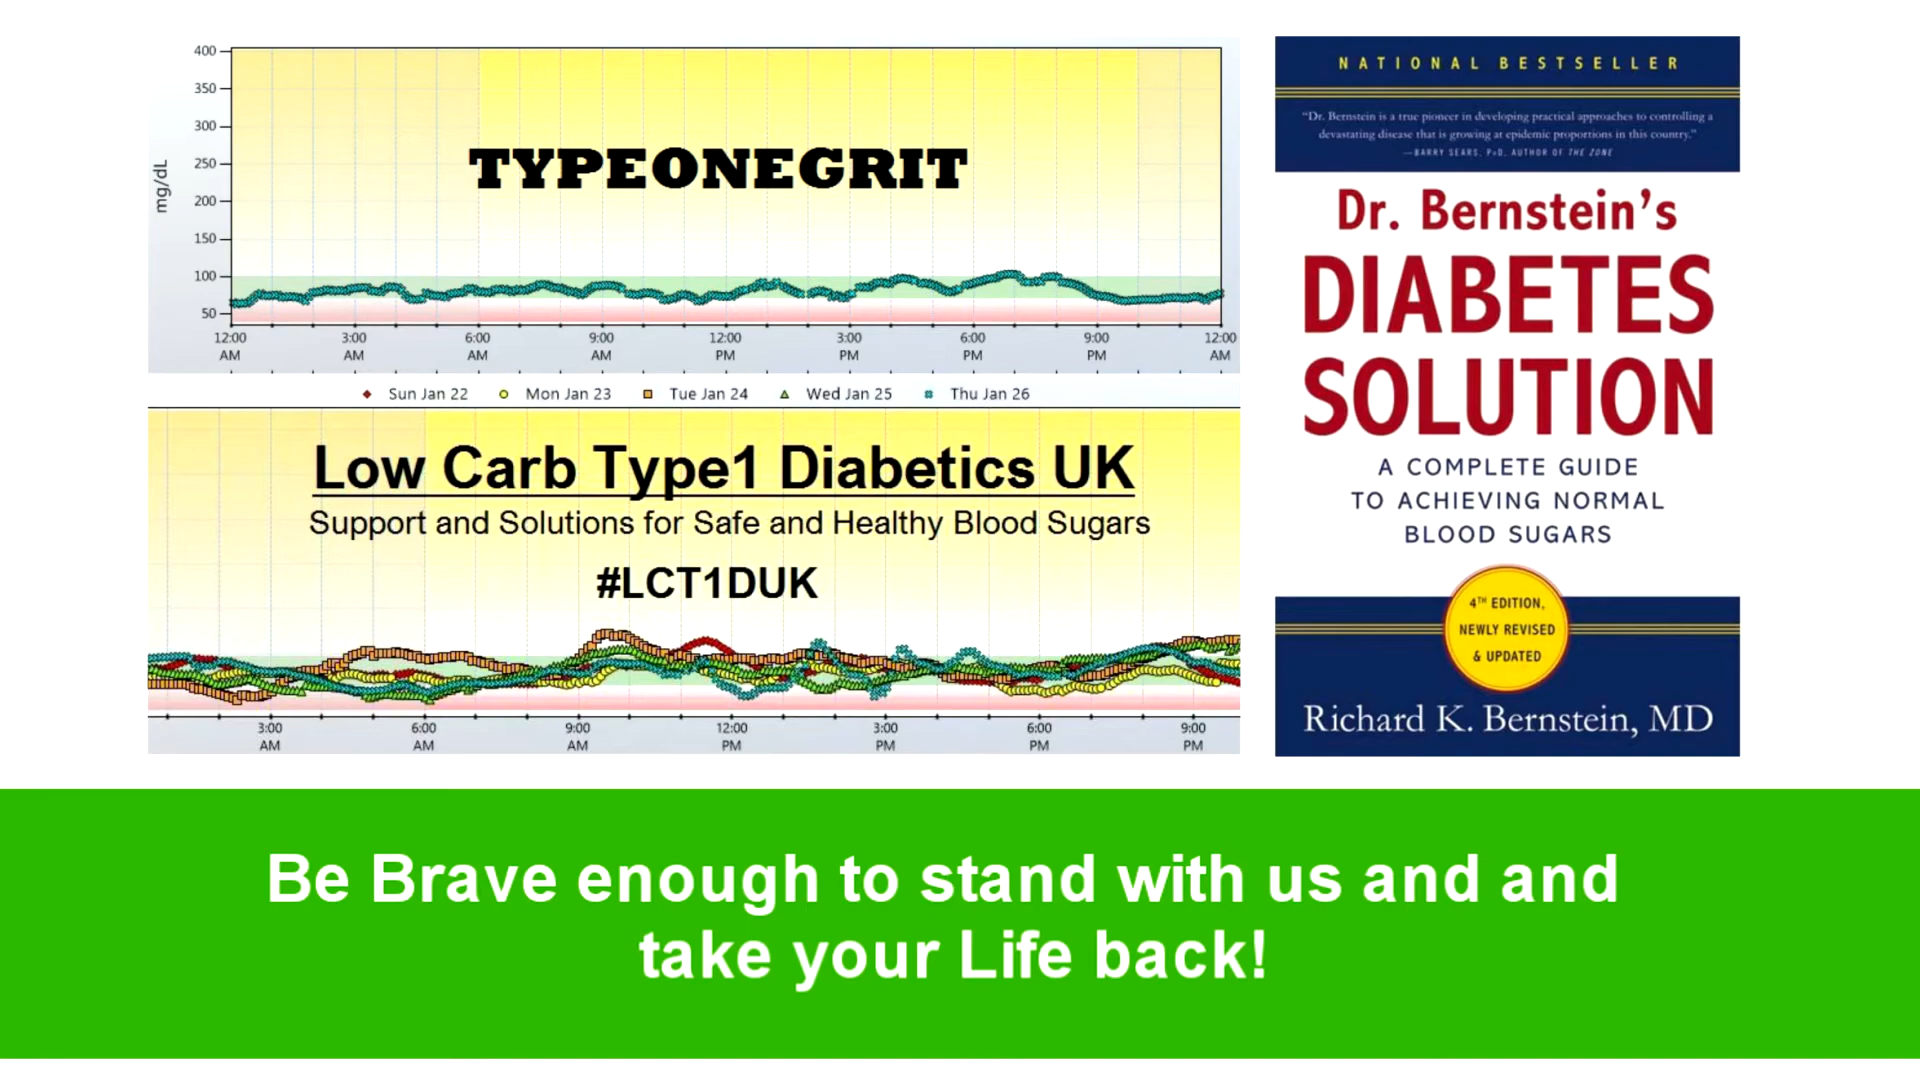 400
350
300
250
200
150
100
50
mg/dL
TYPEONEGRIT
12:00 AM
3:00 AM
6:00 AM
9:00 AM
12:00 PM
3:00 PM
6:00 PM
9:00 PM
12:00 AM
Sun Jan 22 Mon Jan 23 Tue Jan 24 Wed Jan 25 Thu Jan 26
Low Carb Type1 Diabetics UK
Support and Solutions for Safe and Healthy Blood Sugars
#LCT1DUK
3:00 AM
6:00 AM
9:00 AM
12:00 PM
3:00 PM
6:00 PM
9:00 PM
NATIONAL BESTSELLER
“Dr. Bernstein is a true pioneer in developing practical approaches to controlling a
devastating disease that is growing at epidemic proportions in this country.”
—BARRY SEARS, PHD, AUTHOR OF THE ZONE
Dr. Bernstein’s
DIABETES
SOLUTION
A COMPLETE GUIDE
TO ACHIEVING NORMAL
BLOOD SUGARS
4TH EDITION,
NEWLY REVISED
& UPDATED
Richard K. Bernstein, MD
Be Brave enough to stand with us and and
take your Life back!